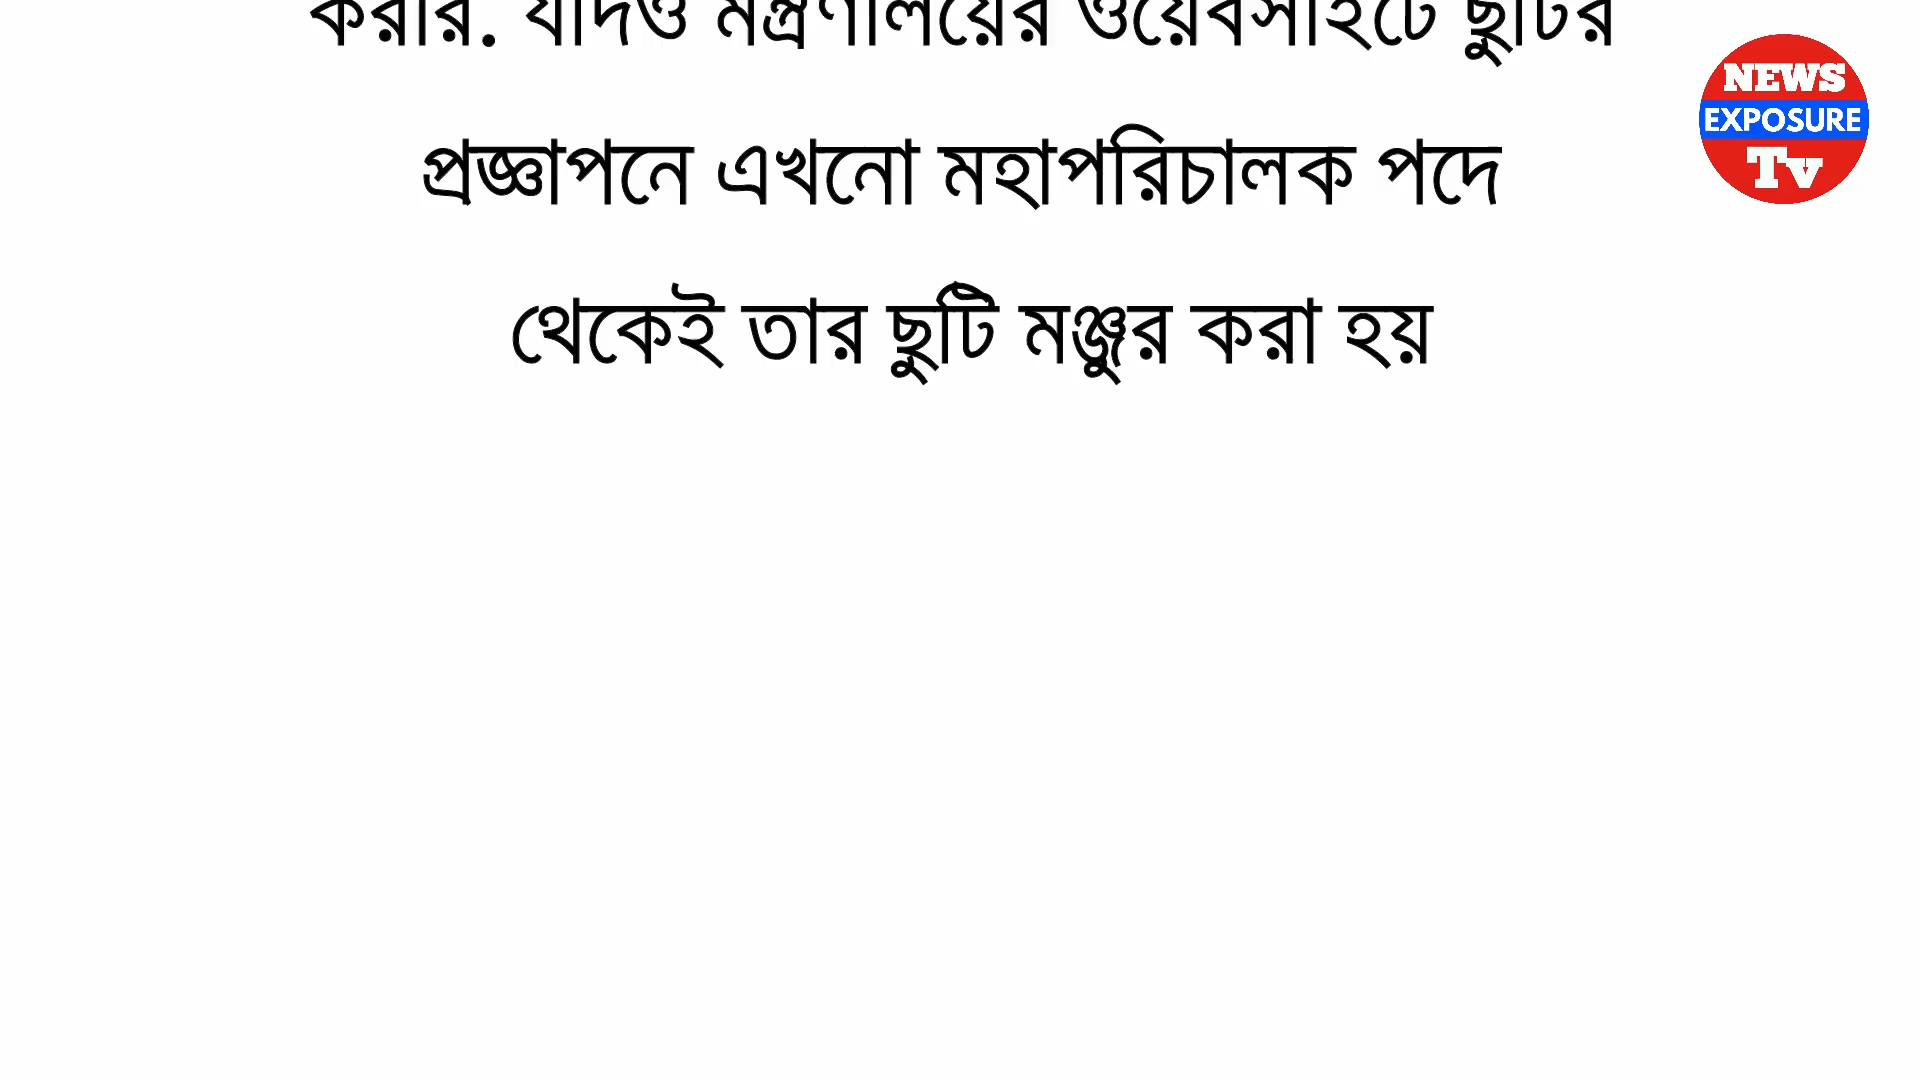 করার. যদিও মন্ত্রণালয়ের ওয়েবসাইটে ছুটির
প্রজ্ঞাপনে এখনো মহাপরিচালক পদে
থেকেই তার ছুটি মঞ্জুর করা হয়
NEWS
EXPOSURE
Tv